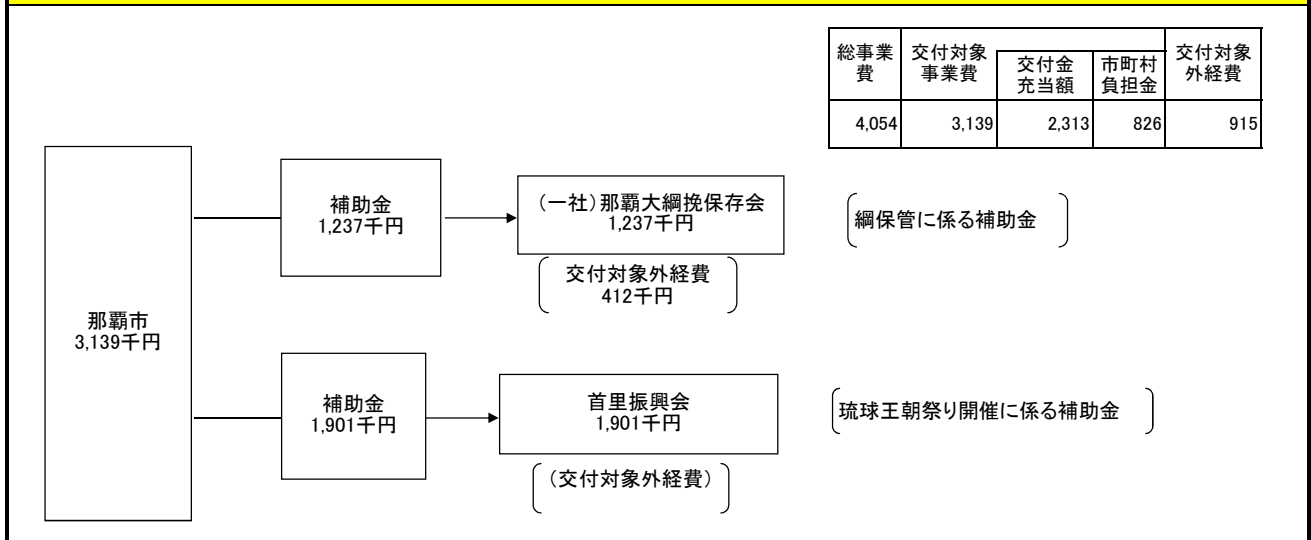 総事業
費
交付対象
事業費
交付対象
外経費
交付金
充当額
市町村
負担金
4,054 3,139 2,313 826 915
那覇市
3,139千円
補助金
1,237千円
(一社)那覇大綱挽保存会
1,237千円
交付対象外経費
412千円
綱保管に係る補助金
補助金
1,901千円
首里振興会
1,901千円
(交付対象外経費)
琉球王朝祭り開催に係る補助金